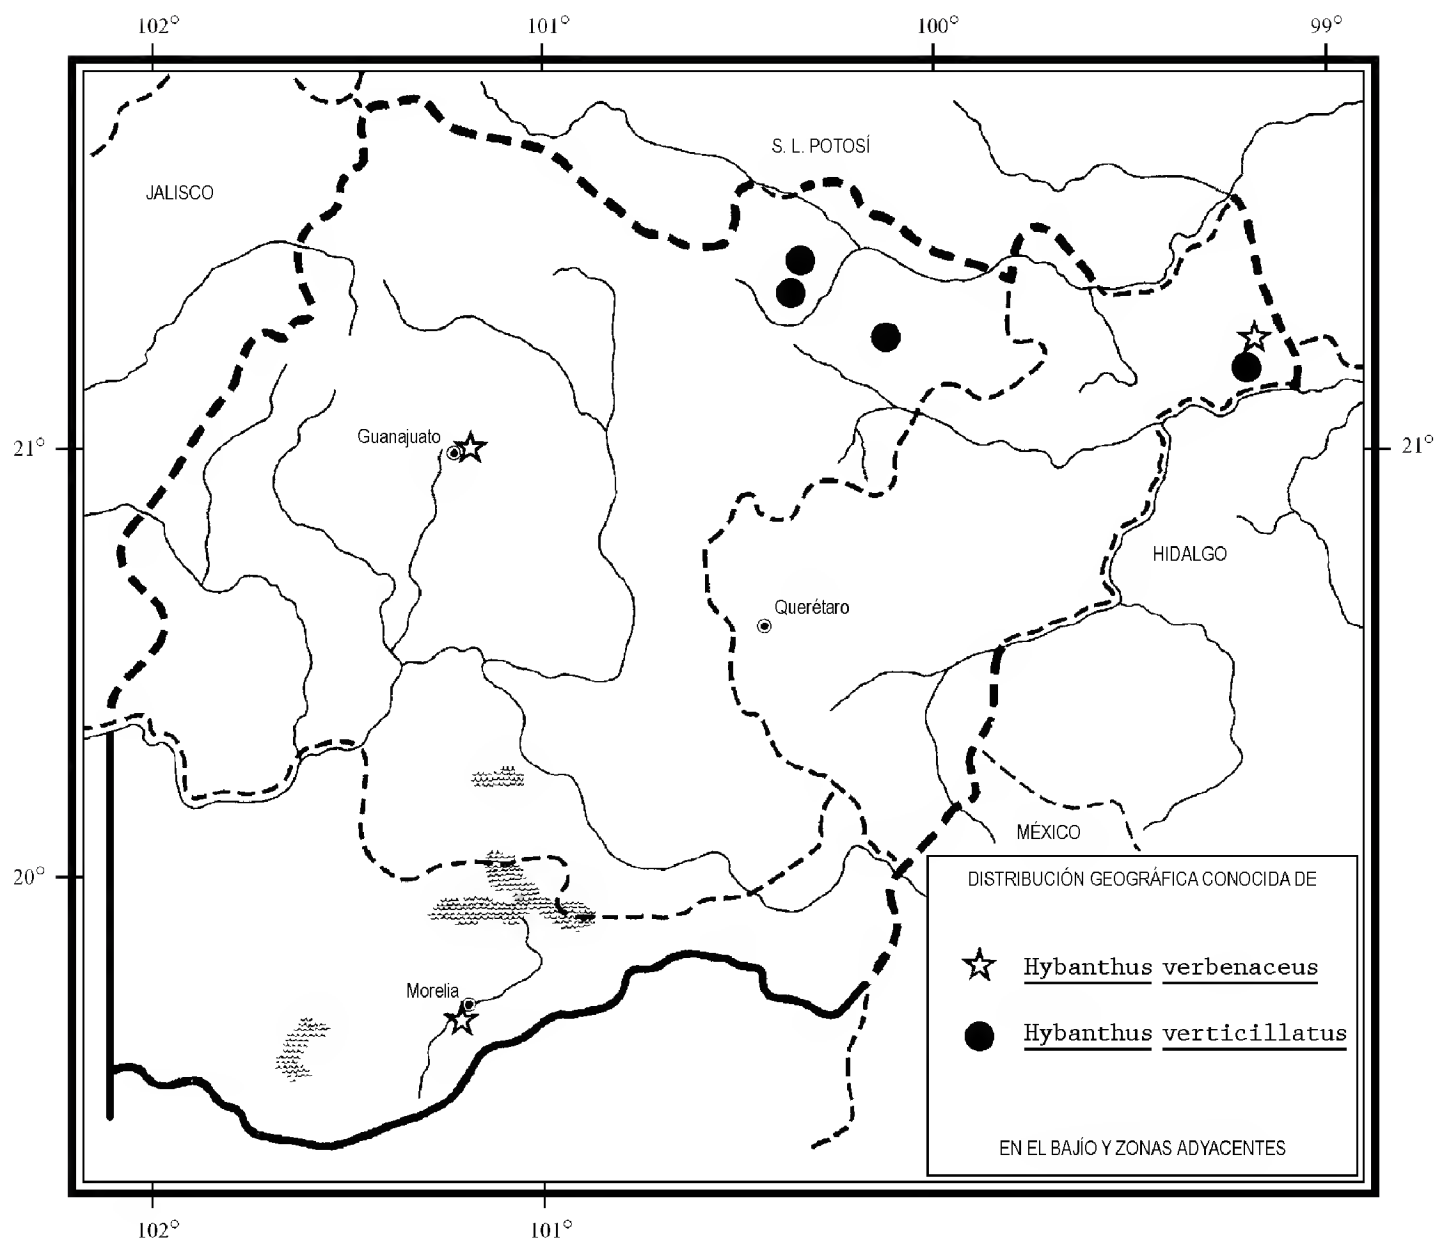 102° 101° 100° 99°
S. L. POTOSÍ
JALISCO
Guanajuato
21° 21°
HIDALGO
Querétaro
MÉXICO
20°
DISTRIBUCIÓN GEOGRÁFICA CONOCIDA DE
Hybanthus verbenaceus
Morelia
Hybanthus verticillatus
EN EL BAJÍO Y ZONAS ADYACENTES
102° 101°